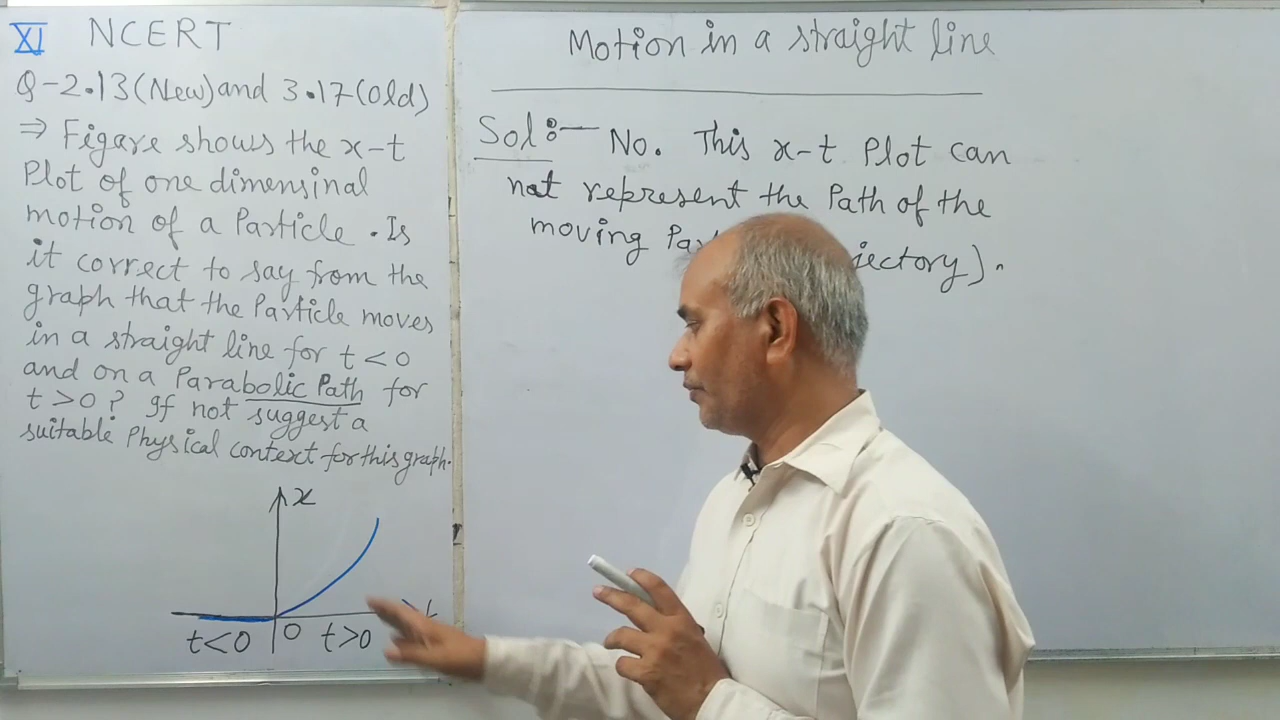 XI NCERT
Q-2.13(New) and 3.17(Old)
⇒ Figare shows the x-t
Plot of one dimensinal
motion of a Particle. Is
it correct to say from the
graph that the Particle moves
in a straight line for t<0
and on a Parabolic Path for
t>0? If not suggest a
suitable Physical context for this graph.
x
t<0 0 t>0
Motion in a straight line
Sol:- No. This x-t Plot can
not represent the Path of the
moving